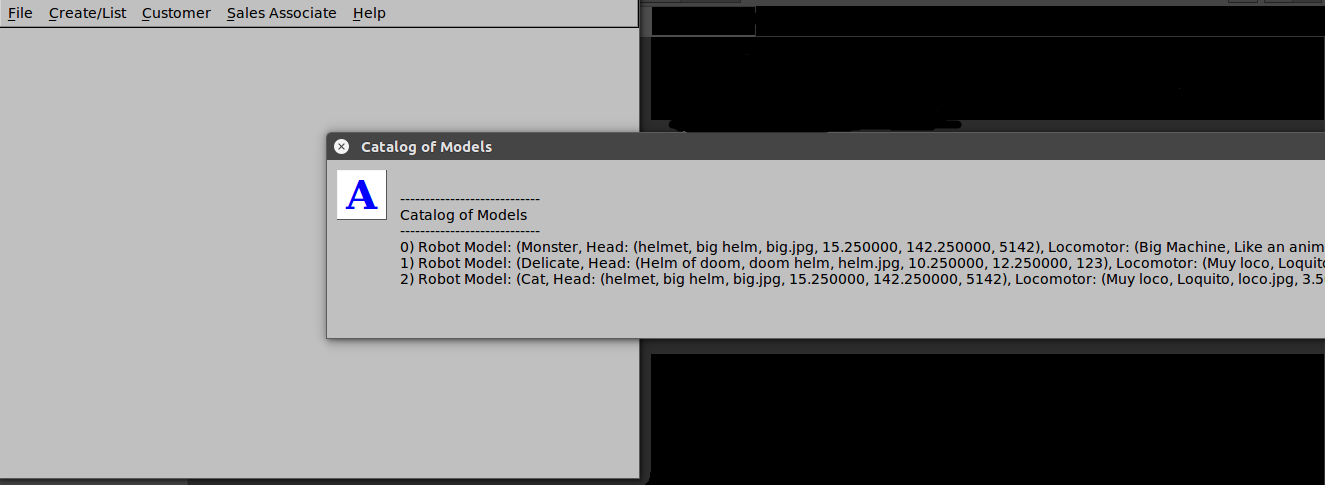 File Create/List Customer Sales Associate Help
Catalog of Models
A
----------------------------
Catalog of Models
----------------------------
0) Robot Model: (Monster, Head: (helmet, big helm, big.jpg, 15.250000, 142.250000, 5142), Locomotor: (Big Machine, Like an anim
1) Robot Model: (Delicate, Head: (Helm of doom, doom helm, helm.jpg, 10.250000, 12.250000, 123), Locomotor: (Muy loco, Loquito
2) Robot Model: (Cat, Head: (helmet, big helm, big.jpg, 15.250000, 142.250000, 5142), Locomotor: (Muy loco, Loquito, loco.jpg, 3.5